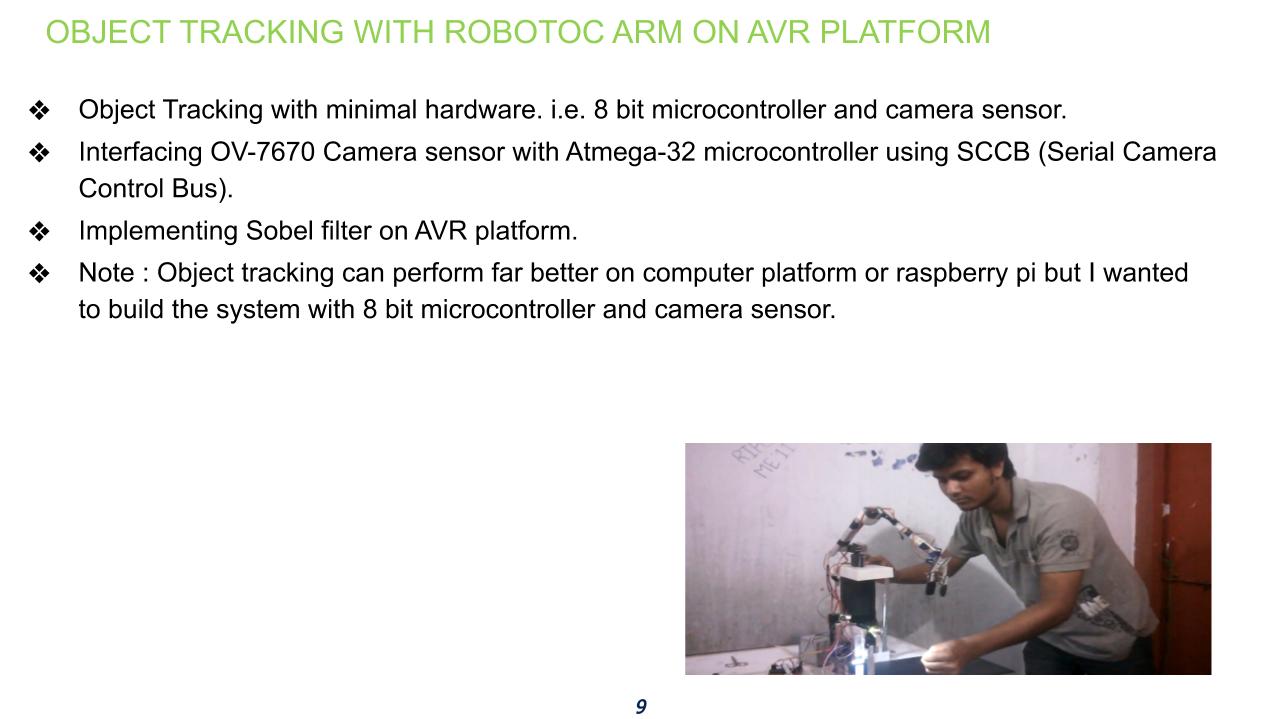 OBJECT TRACKING WITH ROBOTOC ARM ON AVR PLATFORM
❖ Object Tracking with minimal hardware. i.e. 8 bit microcontroller and camera sensor.
❖ Interfacing OV-7670 Camera sensor with Atmega-32 microcontroller using SCCB (Serial Camera
Control Bus).
❖ Implementing Sobel filter on AVR platform.
❖ Note : Object tracking can perform far better on computer platform or raspberry pi but I wanted
to build the system with 8 bit microcontroller and camera sensor.
9